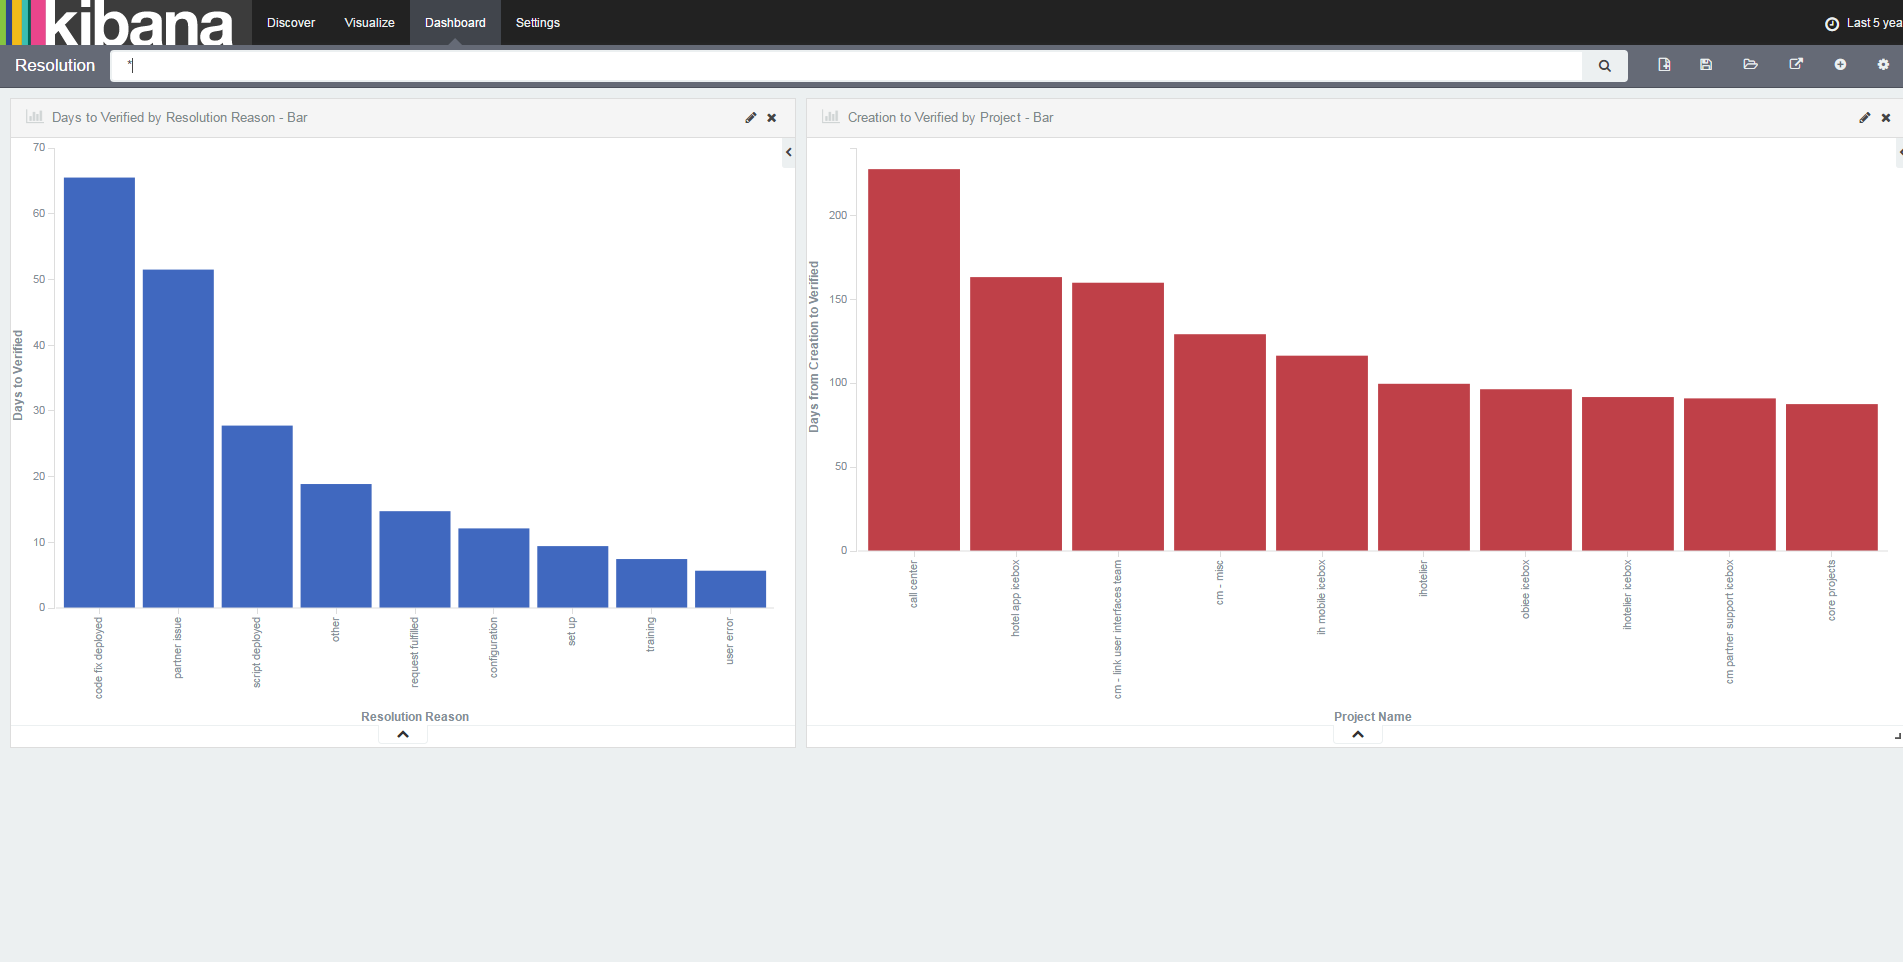 kibana
Discover Visualize Dashboard Settings
Last 5 yea
Resolution *
Days to Verified by Resolution Reason - Bar
70
60
50
40
30
20
10
0
Days to Verified
code fix deployed
partner issue
script deployed
other
request fulfilled
configuration
set up
training
user error
Resolution Reason
Creation to Verified by Project - Bar
200
150
100
50
0
Days from Creation to Verified
call center
hotel app icebox
cm - link user interfaces team
cm - misc
ih mobile icebox
ihotelier
obiee icebox
ihotelier icebox
cm partner support icebox
core projects
Project Name